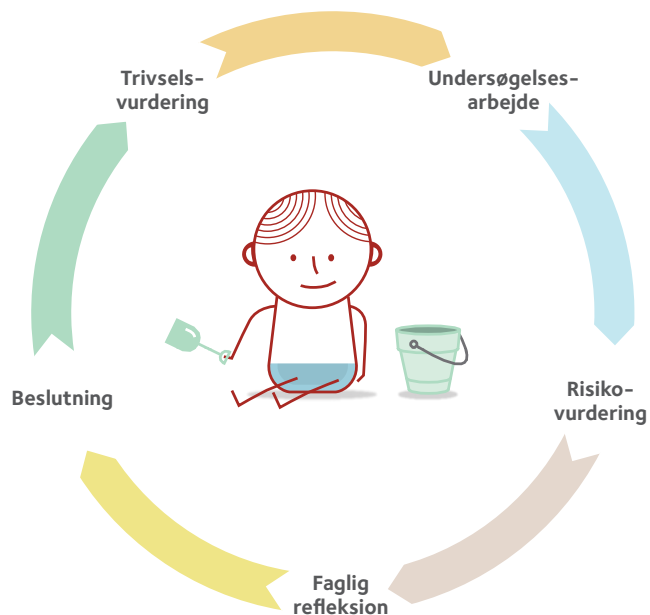 Trivsels-
vurdering
Undersøgelses-
arbejde
Risiko-
vurdering
Faglig
refleksion
Beslutning